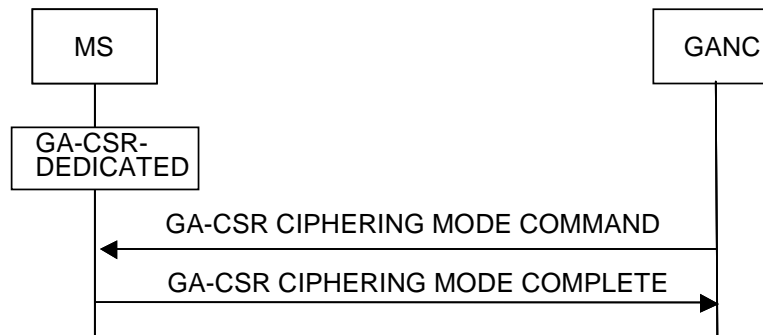 MS
GANC
GA-CSR-
DEDICATED
GA-CSR CIPHERING MODE COMMAND
GA-CSR CIPHERING MODE COMPLETE